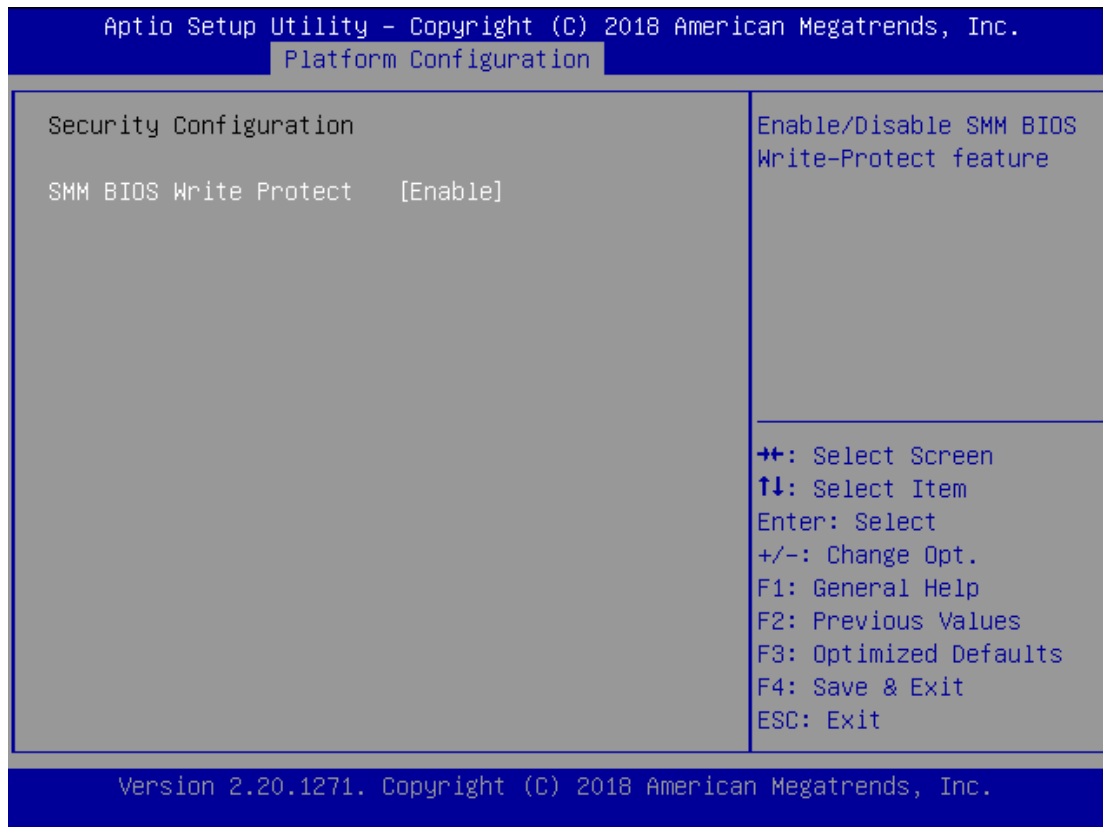 Aptio Setup Utility – Copyright (C) 2018 American Megatrends, Inc.
Platform Configuration
Security Configuration
SMM BIOS Write Protect [Enable]
Enable/Disable SMM BIOS
Write-Protect feature
→←: Select Screen
↑↓: Select Item
Enter: Select
+/-: Change Opt.
F1: General Help
F2: Previous Values
F3: Optimized Defaults
F4: Save & Exit
ESC: Exit
Version 2.20.1271. Copyright (C) 2018 American Megatrends, Inc.